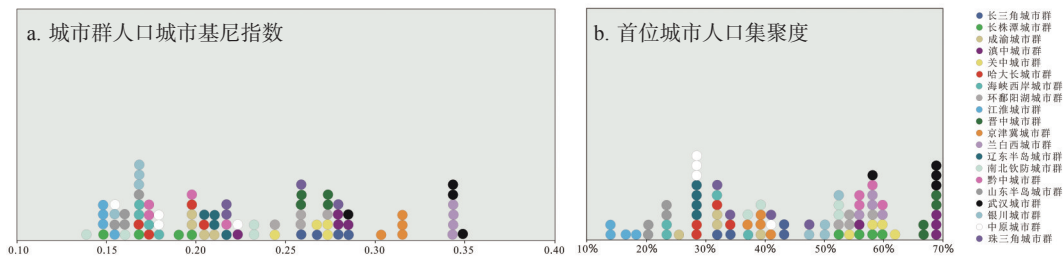 a. 城市群人口城市基尼指数
0.10 0.15 0.20 0.25 0.30 0.35 0.40
b. 首位城市人口集聚度
10% 20% 30% 40% 50% 60% 70%
长三角城市群
长株潭城市群
成渝城市群
滇中城市群
关中城市群
哈大长城市群
海峡西岸城市群
环鄱阳湖城市群
江淮城市群
晋中城市群
京津冀城市群
兰白西城市群
辽东半岛城市群
南北钦防城市群
黔中城市群
山东半岛城市群
武汉城市群
银川城市群
中原城市群
珠三角城市群